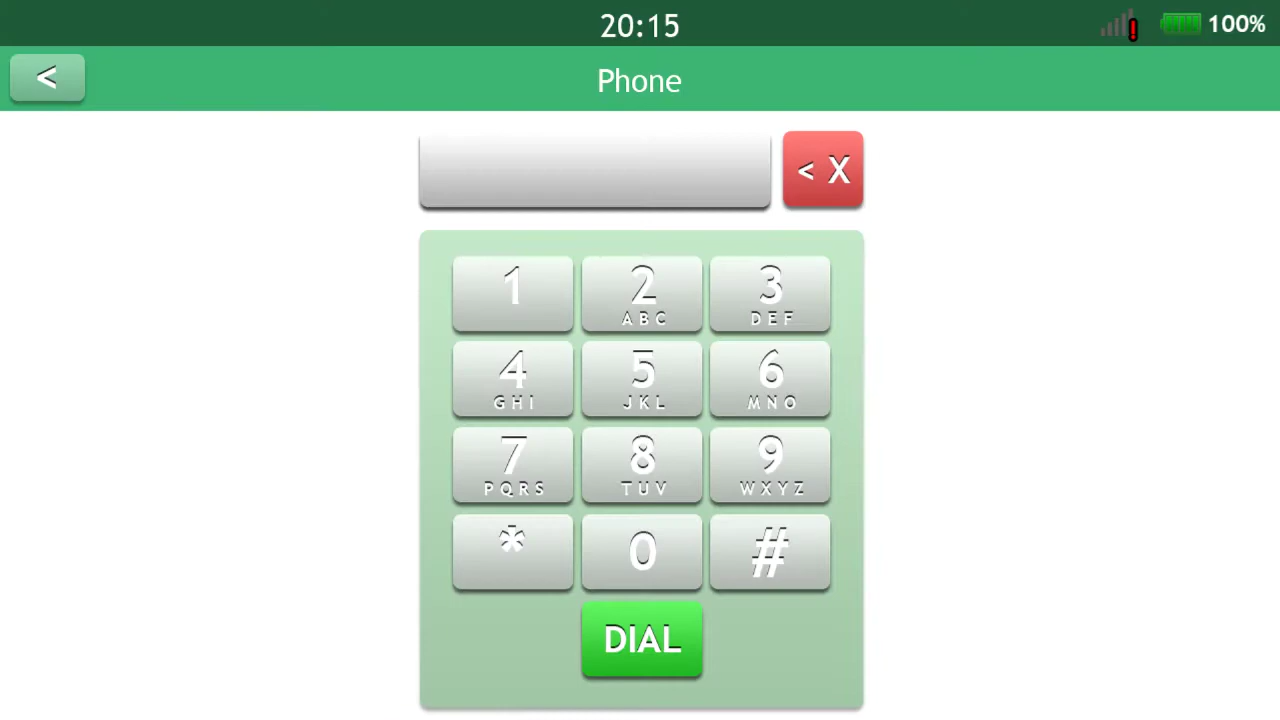 20:15
100%
<
Phone
< X
1 2 3
ABC DEF
4 5 6
GHI JKL MNO
7 8 9
PQRS TUV WXYZ
* 0 #
DIAL